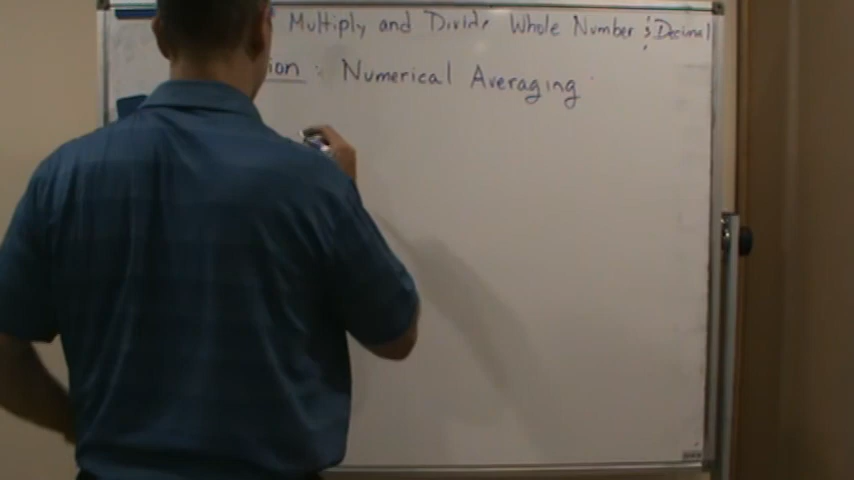 Multiply and Divide Whole Number & Decimal
ion : Numerical Averaging